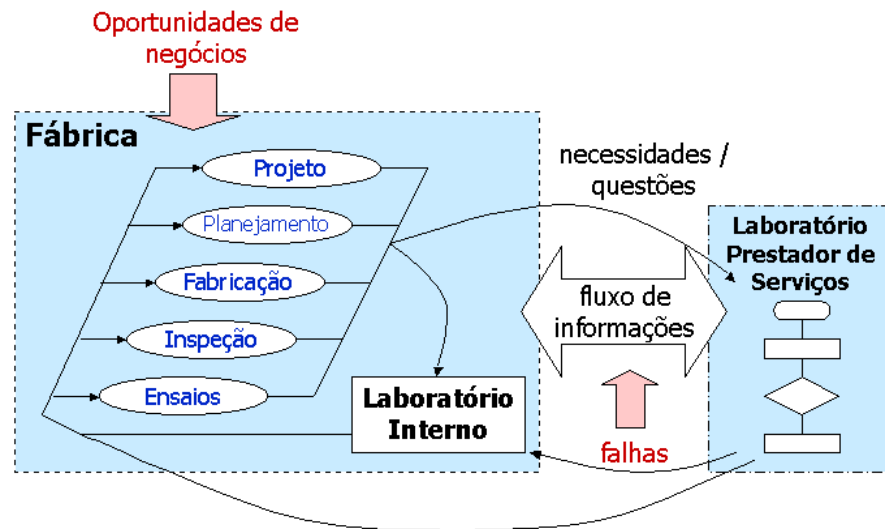 Oportunidades de
negócios
Fábrica
Projeto
Planejamento
Fabricação
Inspeção
Ensaios
Laboratório
Interno
necessidades /
questões
fluxo de
informações
falhas
Laboratório
Prestador de
Serviços